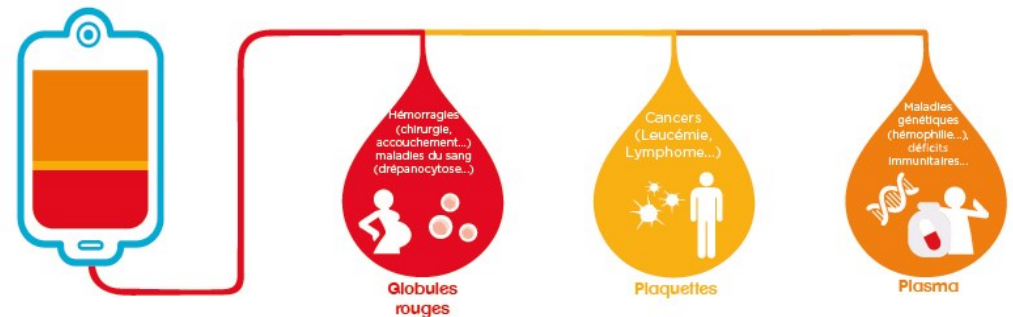 Hémorragies
(chirurgie,
accouchement...)
maladies du sang
(drépanocytose...)
Globules
rouges
Cancers
(Leucémie,
Lymphome...)
Plaquettes
Maladies
génétiques
(hémophilie...),
déficits
immunitaires...
Plasma